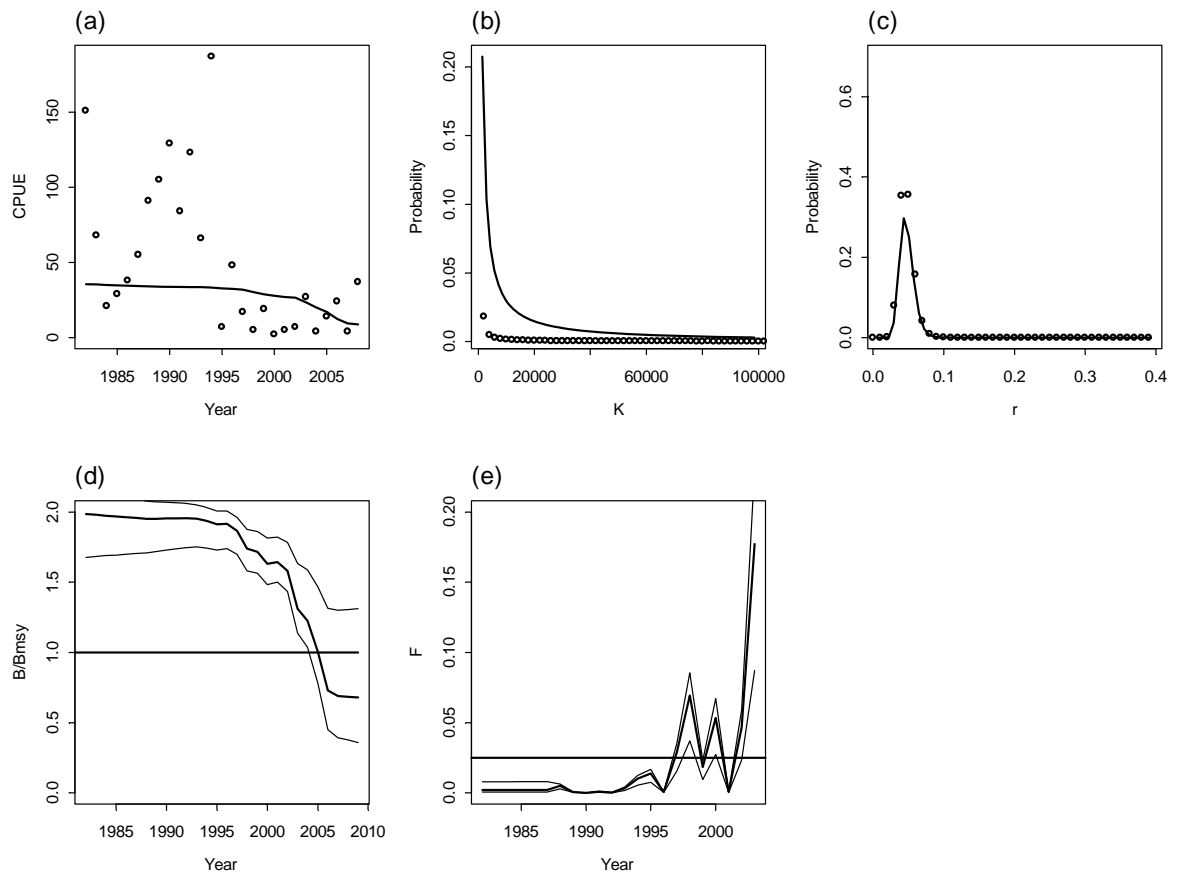 (a)
CPUE
0 50 100 150
1985 1990 1995 2000 2005
Year
(b)
Probability
0.00 0.05 0.10 0.15 0.20
0 20000 60000 100000
K
(c)
Probability
0.0 0.2 0.4 0.6
0.0 0.1 0.2 0.3 0.4
r
(d)
B/Bmsy
0.0 0.5 1.0 1.5 2.0
1985 1990 1995 2000 2005 2010
Year
(e)
F
0.00 0.05 0.10 0.15 0.20
1985 1990 1995 2000
Year